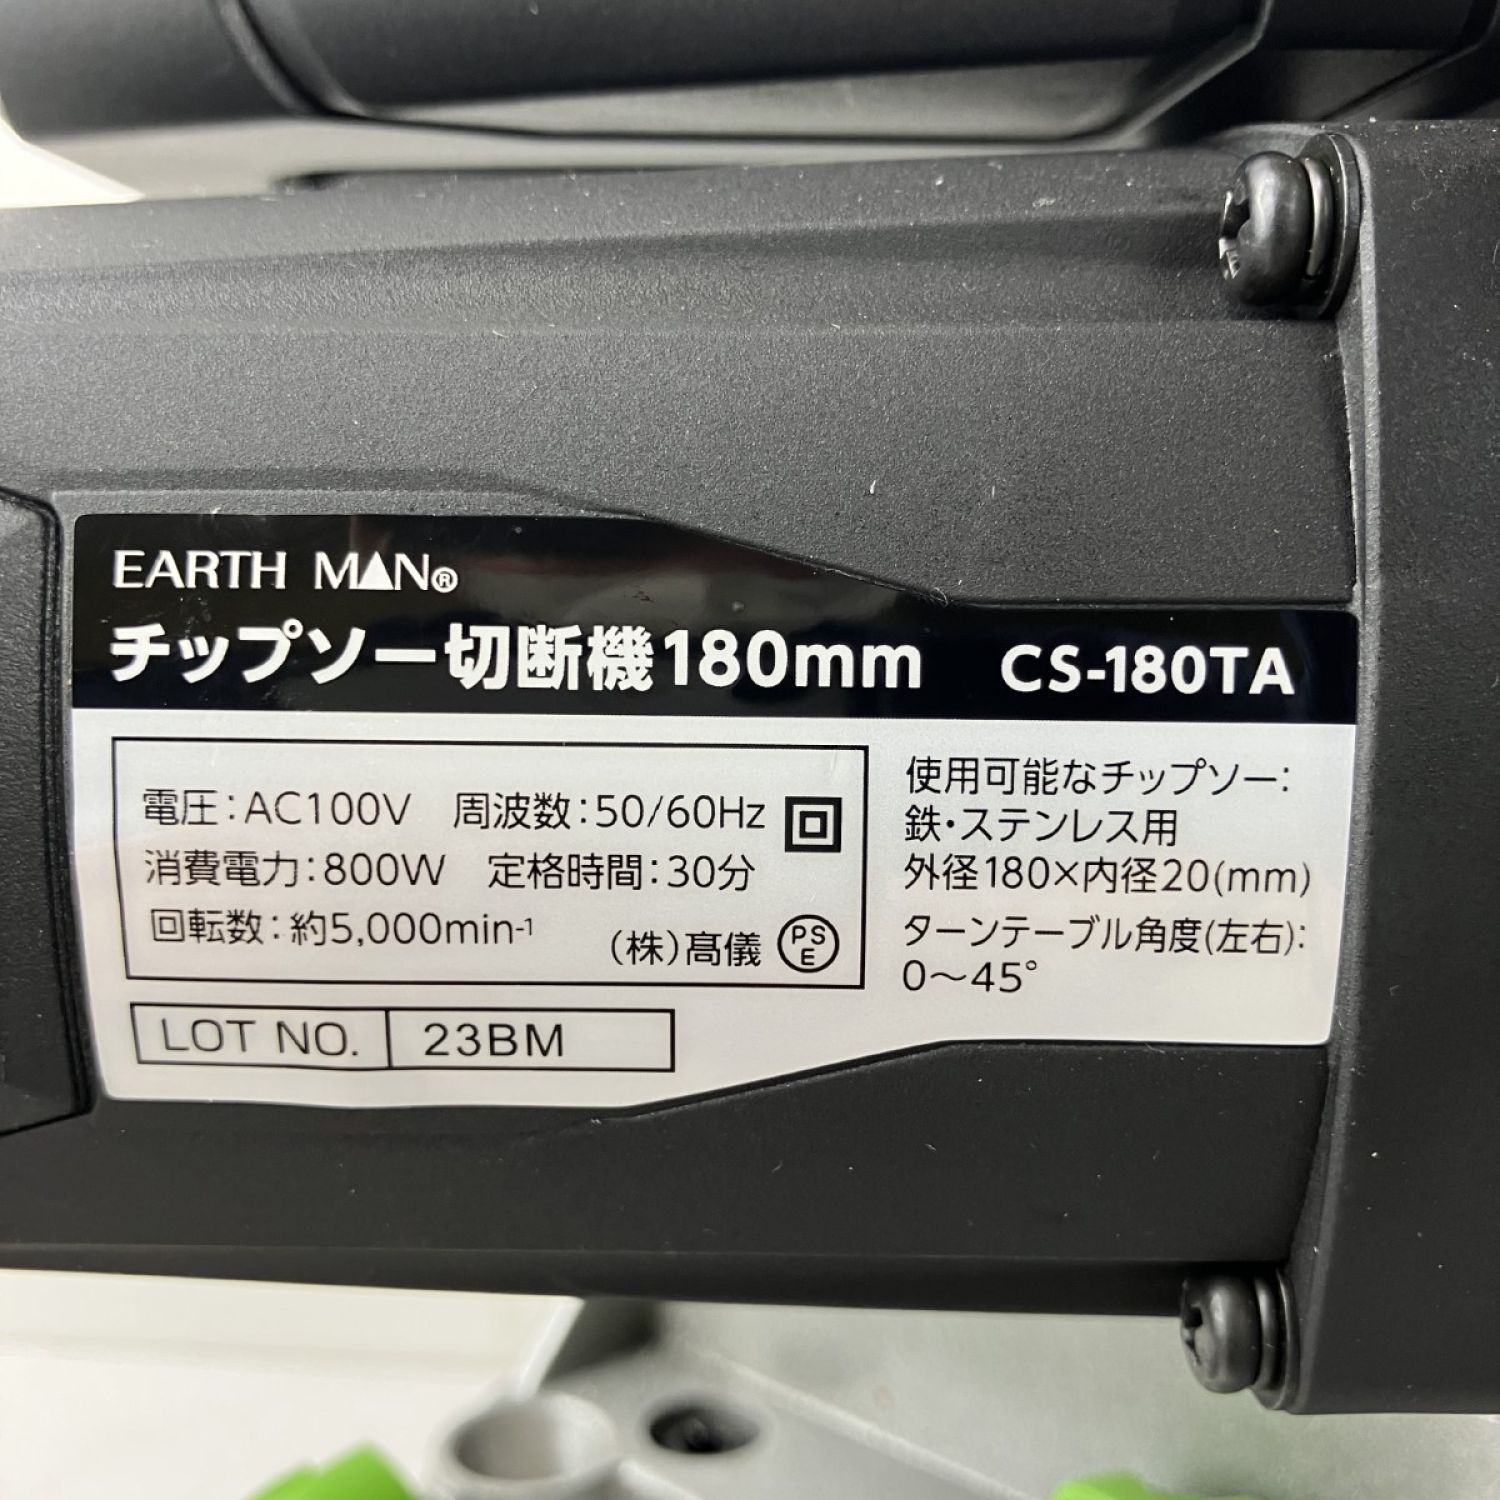 EARTH MAN®
チップソー切断機180mm CS-180TA
電圧:AC100V 周波数:50/60Hz
消費電力:800W 定格時間:30分
回転数:約5,000min-1
(株)髙儀 PSE
使用可能なチップソー:
鉄・ステンレス用
外径180×内径20(mm)
ターンテーブル角度(左右):
0〜45°
LOT NO. 23BM